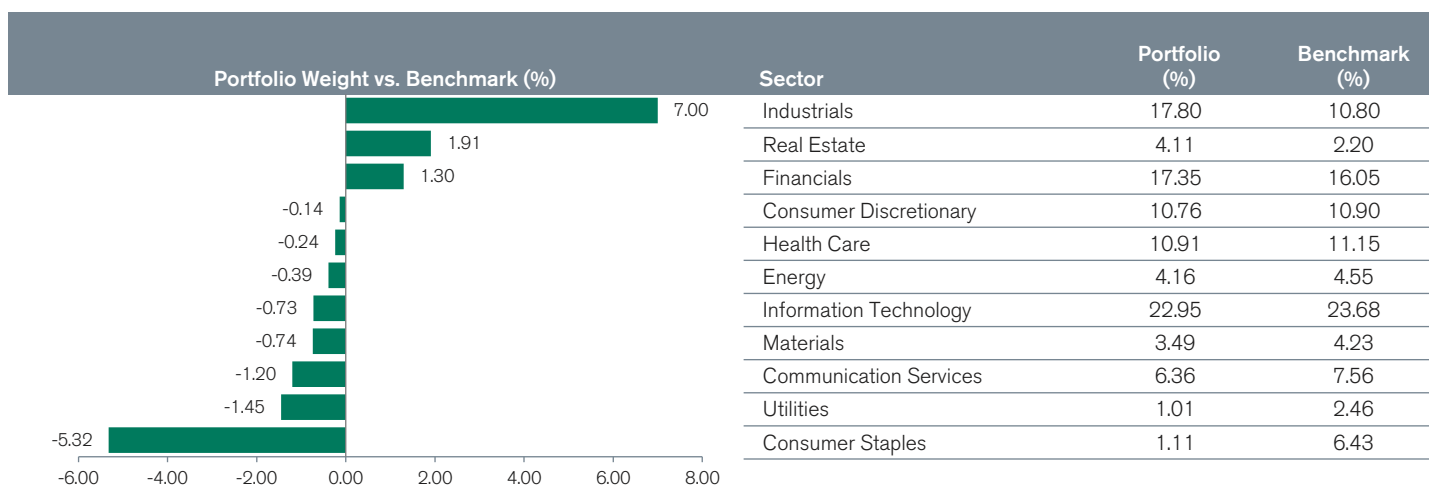 Portfolio Weight vs. Benchmark (%) Sector Portfolio (%) Benchmark (%)
7.00 Industrials 17.80 10.80
1.91 Real Estate 4.11 2.20
1.30 Financials 17.35 16.05
-0.14 Consumer Discretionary 10.76 10.90
-0.24 Health Care 10.91 11.15
-0.39 Energy 4.16 4.55
-0.73 Information Technology 22.95 23.68
-0.74 Materials 3.49 4.23
-1.20 Communication Services 6.36 7.56
-1.45 Utilities 1.01 2.46
-5.32 Consumer Staples 1.11 6.43
-6.00 -4.00 -2.00 0.00 2.00 4.00 6.00 8.00